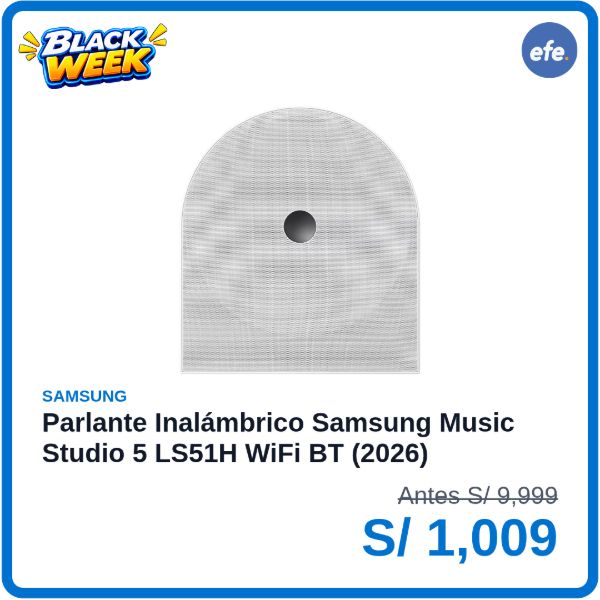 BLACK
WEEK
efe.
SAMSUNG
Parlante Inalámbrico Samsung Music
Studio 5 LS51H WiFi BT (2026)
Antes S/ 9,999
S/ 1,009